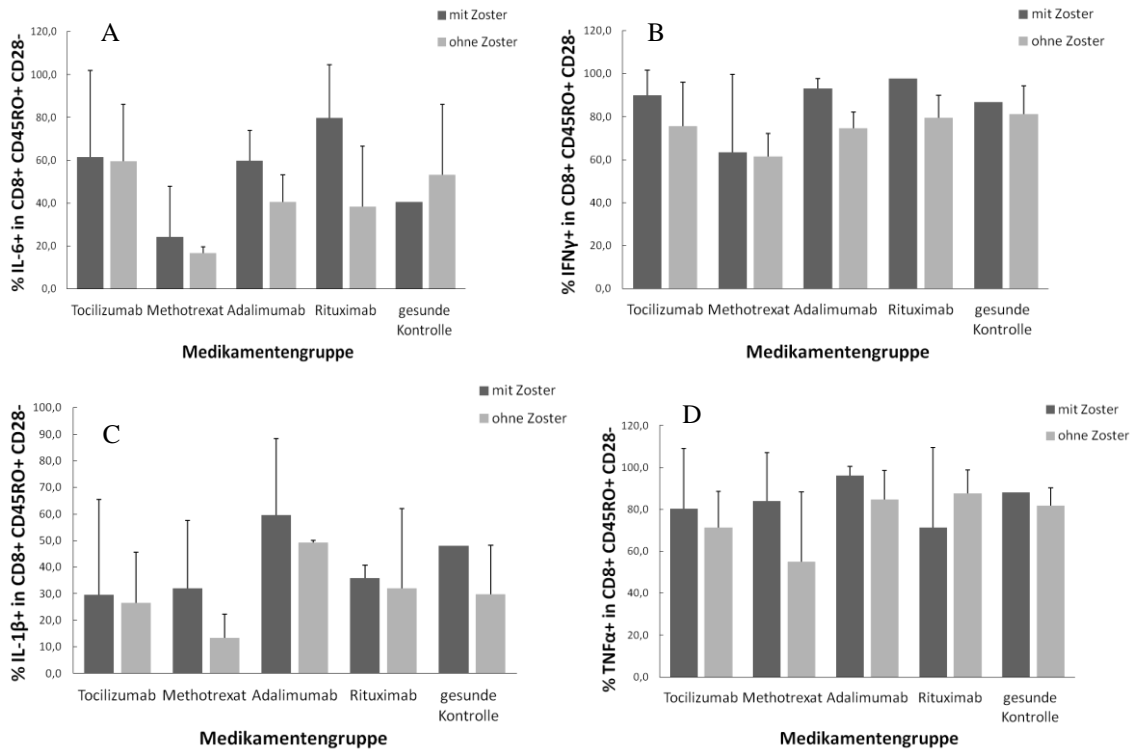 A
mit Zoster
ohne Zoster
% IL-6+ in CD8+ CD45RO+ CD28-
120,0
100,0
80,0
60,0
40,0
20,0
0,0
Tocilizumab Methotrexat Adalimumab Rituximab gesunde
Kontrolle
Medikamentengruppe
B
mit Zoster
ohne Zoster
% IFNγ+ in CD8+ CD45RO+ CD28-
120,0
100,0
80,0
60,0
40,0
20,0
0,0
Tocilizumab Methotrexat Adalimumab Rituximab gesunde
Kontrolle
Medikamentengruppe
C
mit Zoster
ohne Zoster
% IL-1β+ in CD8+ CD45RO+ CD28-
100,0
90,0
80,0
70,0
60,0
50,0
40,0
30,0
20,0
10,0
0,0
Tocilizumab Methotrexat Adalimumab Rituximab gesunde
Kontrolle
Medikamentengruppe
D
mit Zoster
ohne Zoster
% TNFα+ in CD8+ CD45RO+ CD28-
120,0
100,0
80,0
60,0
40,0
20,0
0,0
Tocilizumab Methotrexat Adalimumab Rituximab gesunde
Kontrolle
Medikamentengruppe